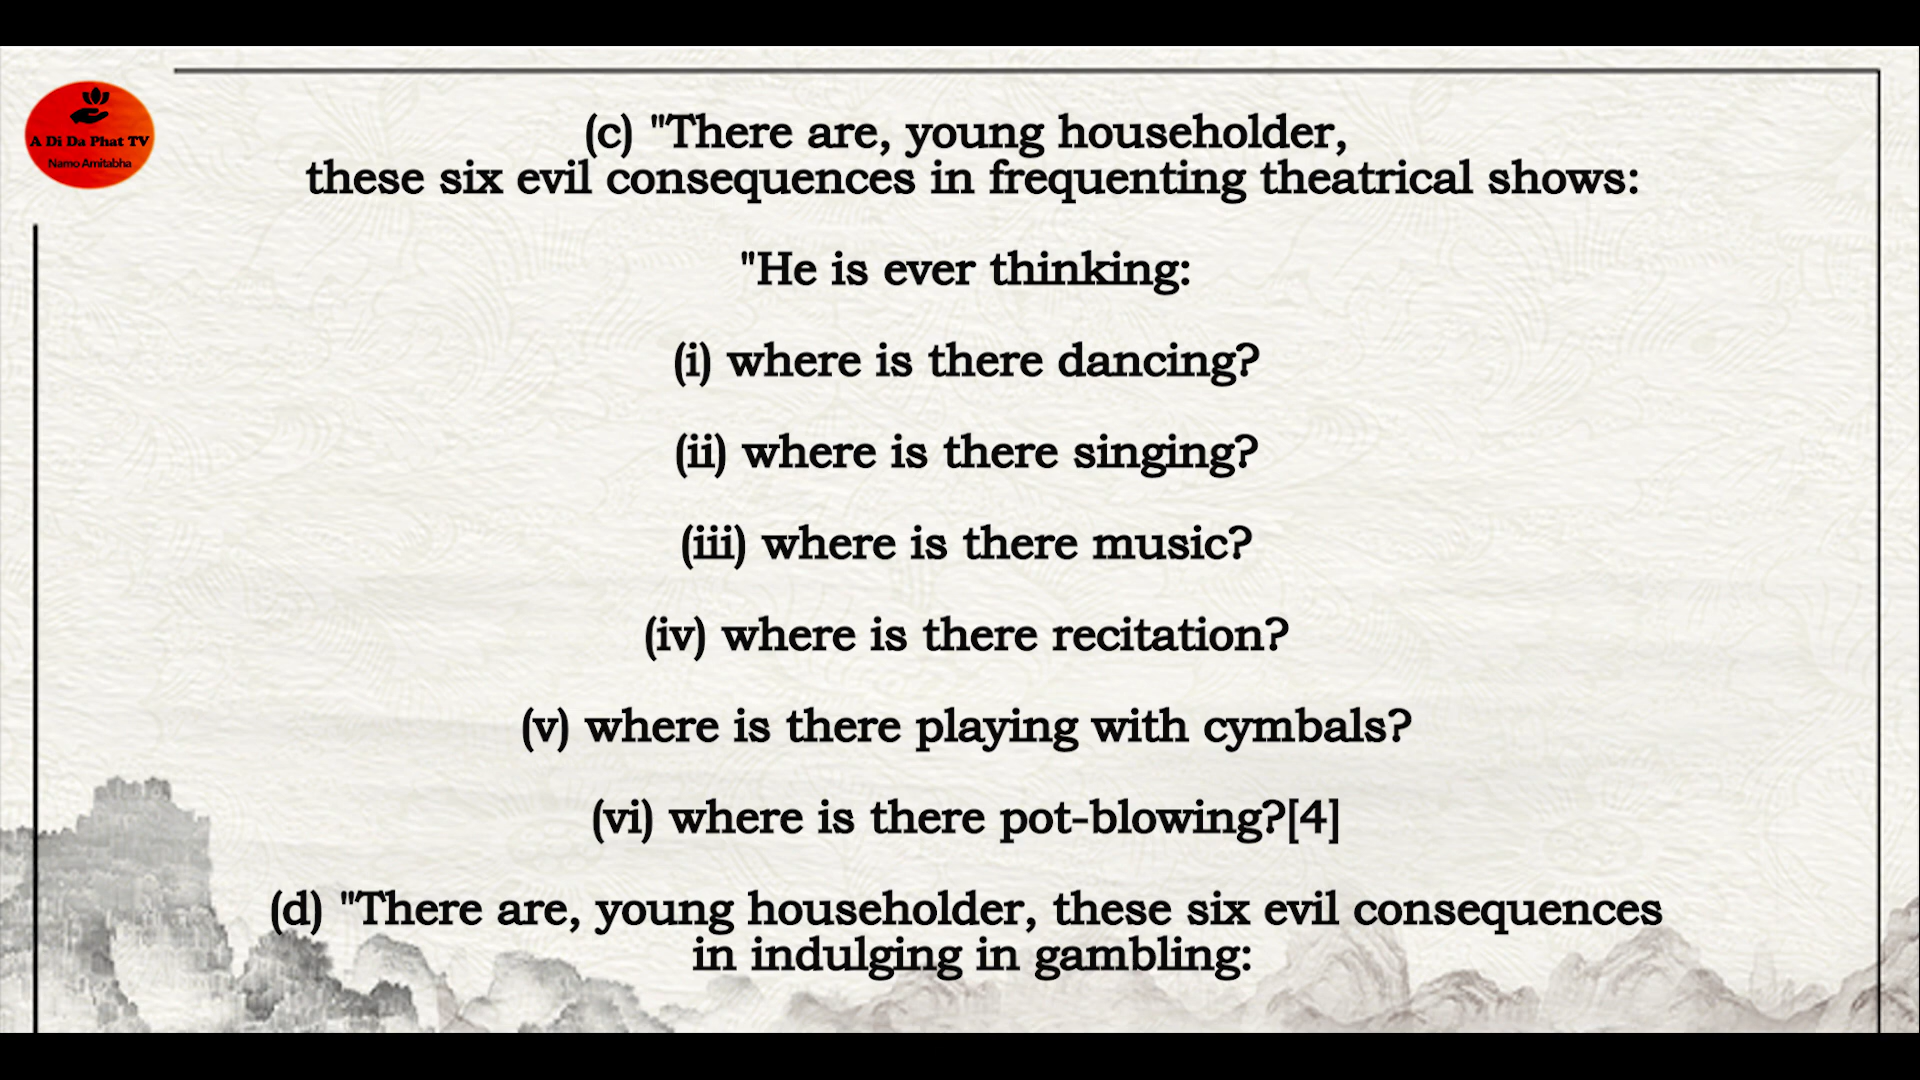 A Di Da Phat TV
Namo Amitabha
(c) "There are, young householder,
these six evil consequences in frequenting theatrical shows:
"He is ever thinking:
(i) where is there dancing?
(ii) where is there singing?
(iii) where is there music?
(iv) where is there recitation?
(v) where is there playing with cymbals?
(vi) where is there pot-blowing?[4]
(d) "There are, young householder, these six evil consequences
in indulging in gambling: